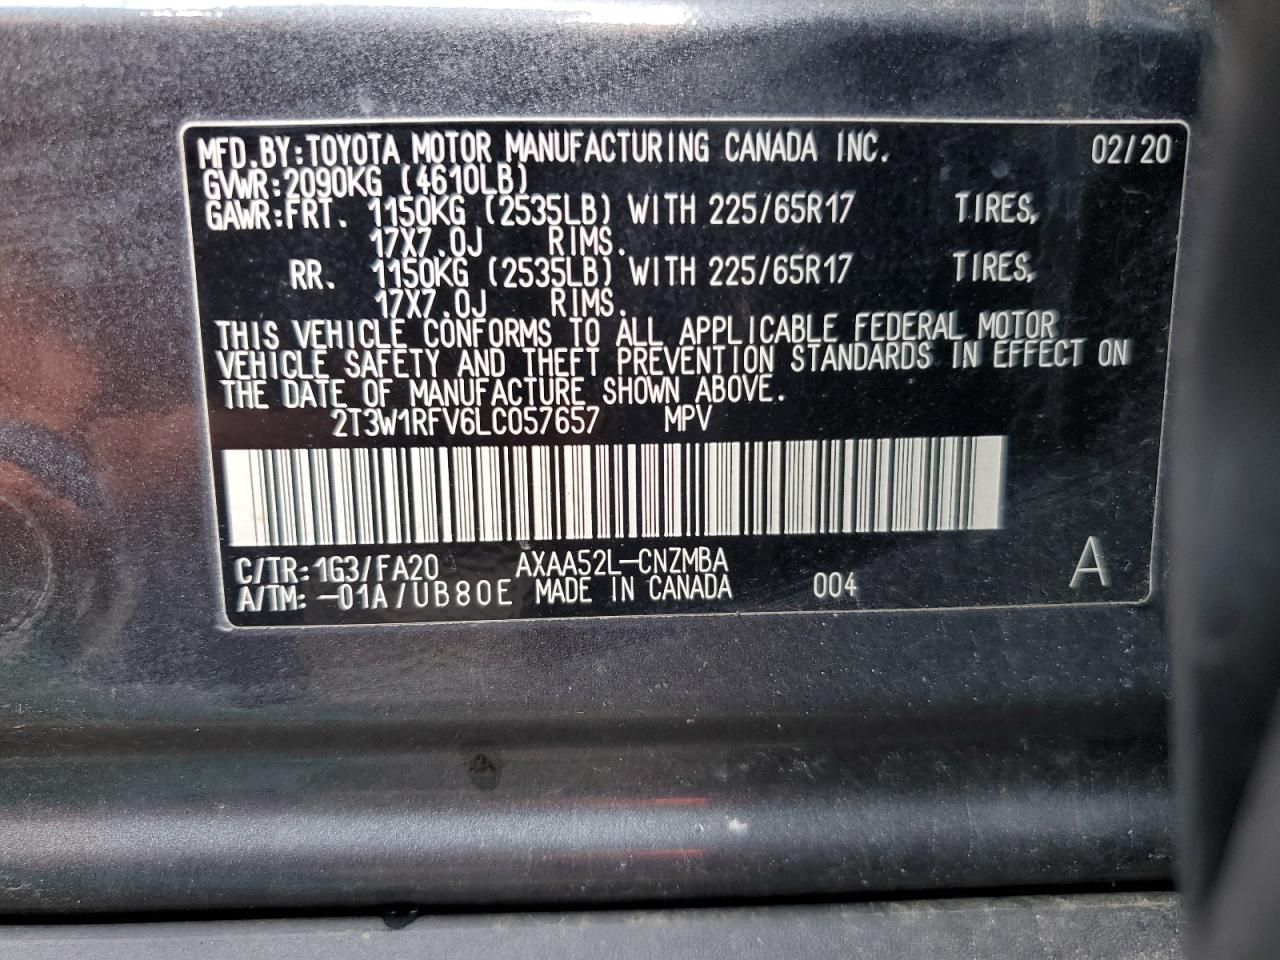 MFD.BY:TOYOTA MOTOR MANUFACTURING CANADA INC. 02/20
GVWR:2090KG (4610LB)
GAWR:FRT. 1150KG (2535LB) WITH 225/65R17 TIRES,
17X7.0J RIMS.
RR. 1150KG (2535LB) WITH 225/65R17 TIRES,
17X7.0J RIMS.
THIS VEHICLE CONFORMS TO ALL APPLICABLE FEDERAL MOTOR
VEHICLE SAFETY AND THEFT PREVENTION STANDARDS IN EFFECT ON
THE DATE OF MANUFACTURE SHOWN ABOVE.
2T3W1RFV6LC057657 MPV
C/TR:1G3/FA20 AXAA52L-CNZMBA
A/TM:-01A/UB80E MADE IN CANADA 004 A